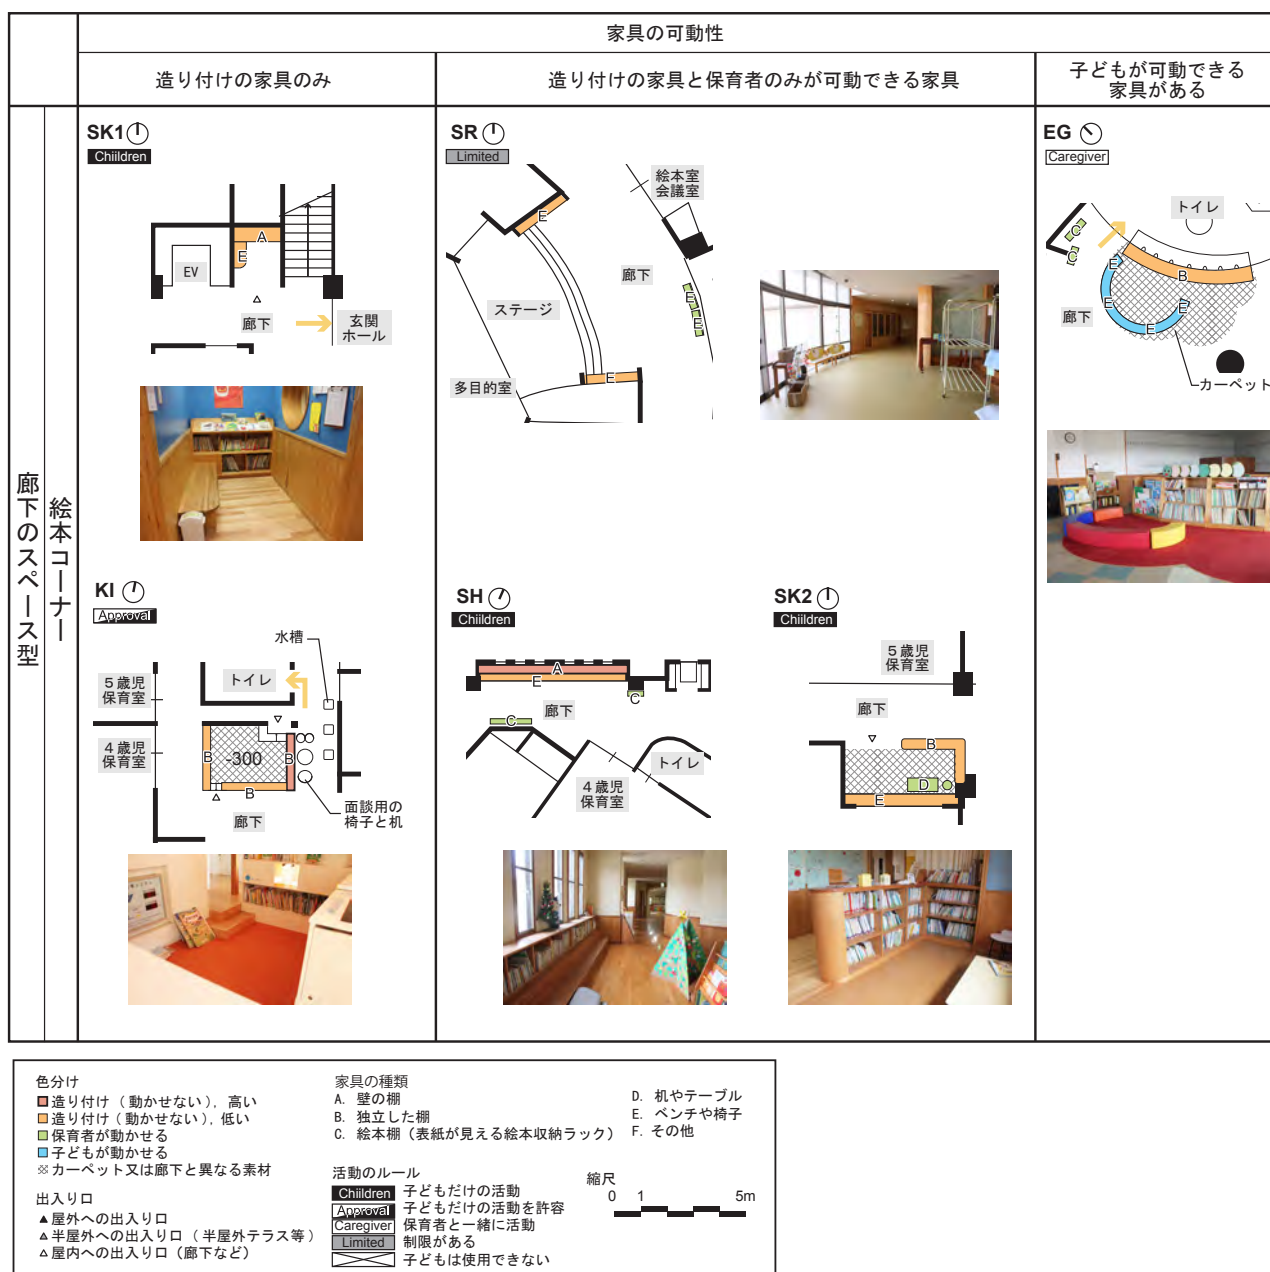 家具の可動性
造り付けの家具のみ
造り付けの家具と保育者のみが可動できる家具
子どもが可動できる
家具がある
廊下のスペース型
絵本コーナー
SK1
Chiildren
A
E
EV
廊下
玄関
ホール
SR
Limited
絵本室
会議室
E
ステージ
廊下
E
E
E
多目的室
EG
Caregiver
トイレ
C
C
E
B
E
E
E
E
廊下
カーペット
KI
Approval
水槽
5歳児
保育室
トイレ
4歳児
保育室
B
-300
B
B
面談用の
椅子と机
廊下
SH
Chiildren
A
E
C
廊下
C
トイレ
4歳児
保育室
SK2
Chiildren
5歳児
保育室
廊下
B
D
E
色分け
造り付け（動かせない），高い
造り付け（動かせない），低い
保育者が動かせる
子どもが動かせる
カーペット又は廊下と異なる素材
出入り口
屋外への出入り口
半屋外への出入り口（半屋外テラス等）
屋内への出入り口（廊下など）
家具の種類
A. 壁の棚
B. 独立した棚
C. 絵本棚（表紙が見える絵本収納ラック）
D. 机やテーブル
E. ベンチや椅子
F. その他
活動のルール
Chiildren 子どもだけの活動
Approval 子どもだけの活動を許容
Caregiver 保育者と一緒に活動
Limited 制限がある
子どもは使用できない
縮尺
0 1 5m